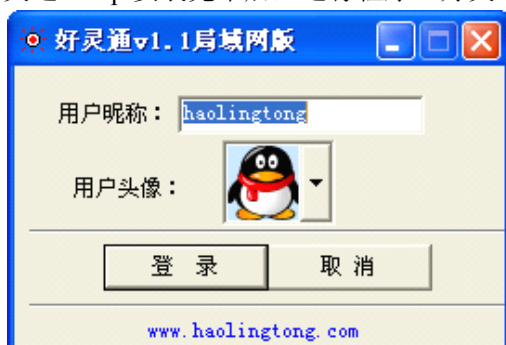 好灵通v1.1局域网版
用户昵称： haolingtong
用户头像：
登 录 取 消
www.haolingtong.com